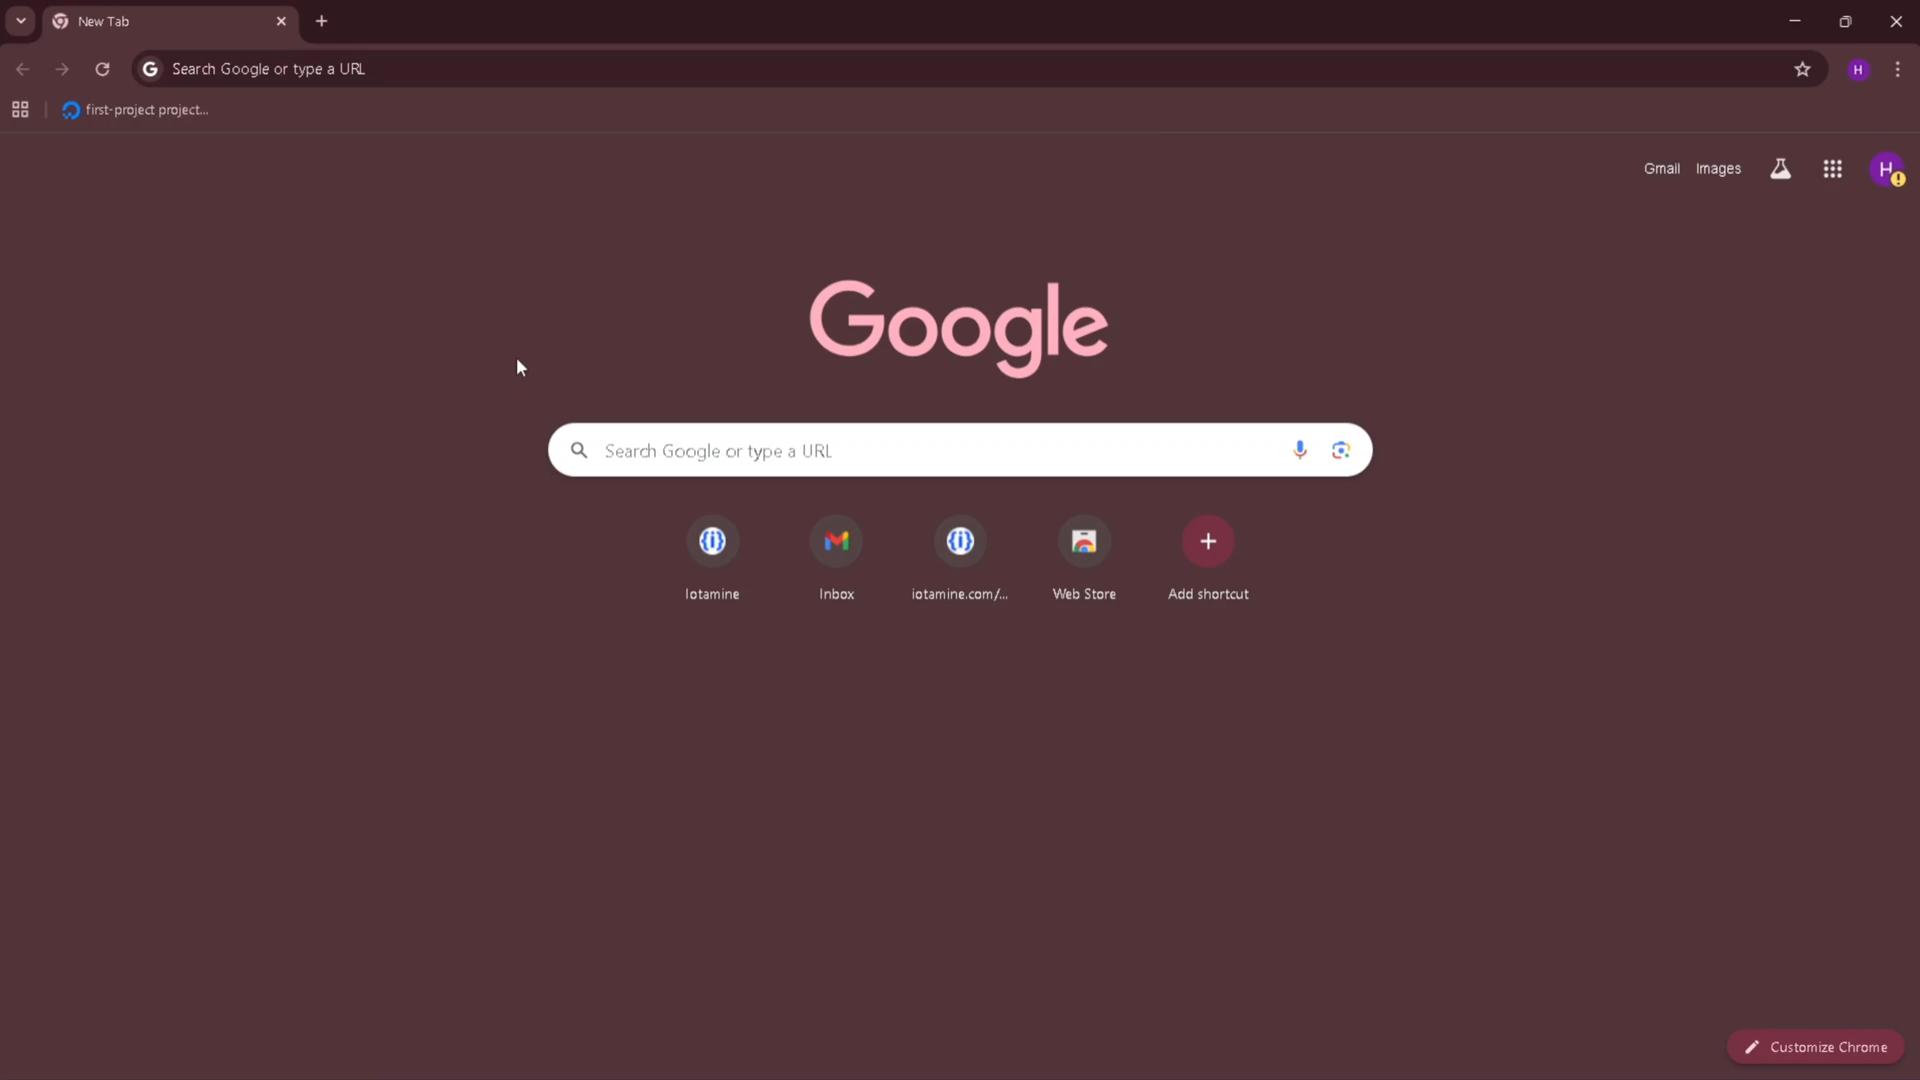 New Tab
Search Google or type a URL
first-project project...
Gmail Images
H
H
Google
Search Google or type a URL
Iotamine
Inbox
iotamine.com/...
Web Store
Add shortcut
Customize Chrome